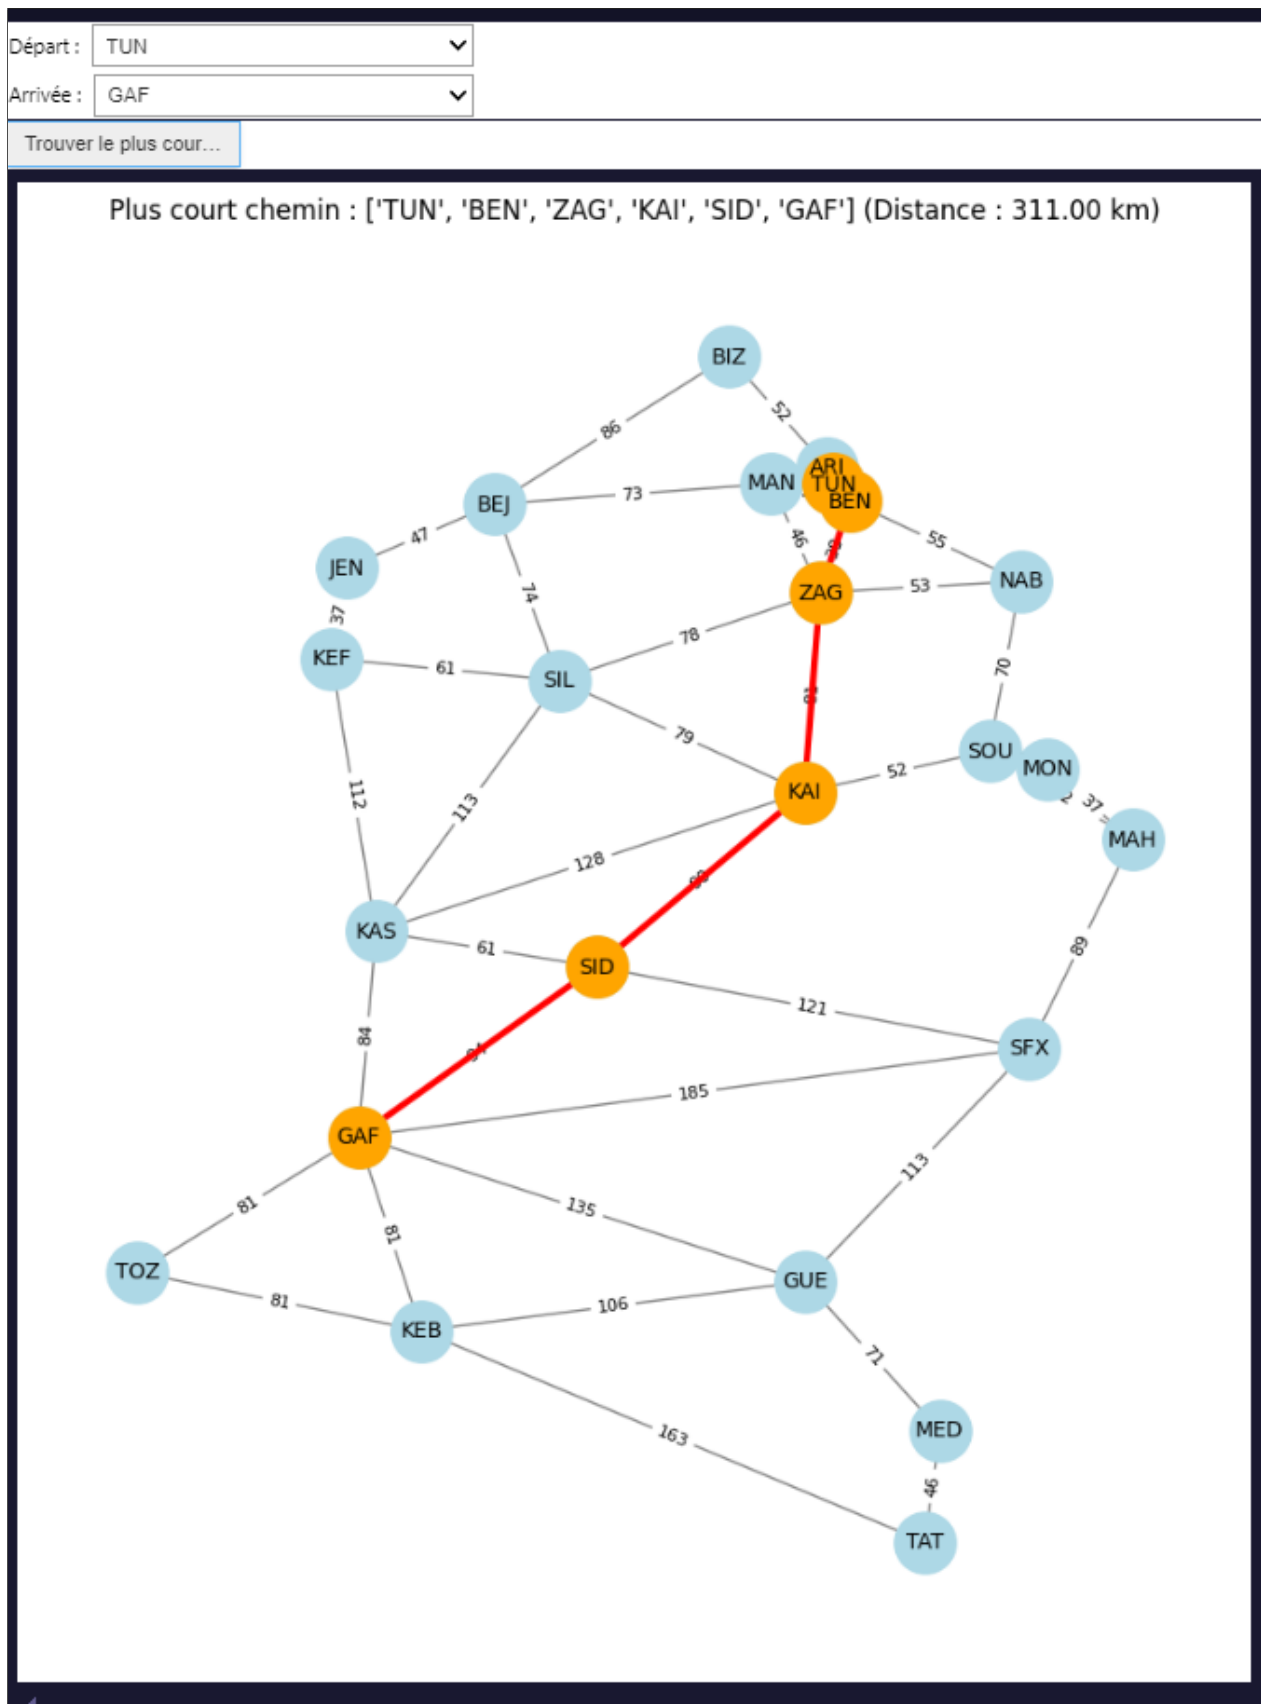 Départ : TUN
Arrivée : GAF
Trouver le plus cour...
Plus court chemin : ['TUN', 'BEN', 'ZAG', 'KAI', 'SID', 'GAF'] (Distance : 311.00 km)
BIZ
52
86
ARI
MAN
TUN
BEJ
73
BEN
47
46
55
JEN
74
ZAG
53
NAB
37
78
KEF
61
SIL
70
79
SOU
MON
52
112
KAI
37
113
MAH
128
KAS
61
SID
89
121
84
SFX
185
GAF
113
81
135
81
TOZ
GUE
81
106
KEB
71
163
MED
46
TAT